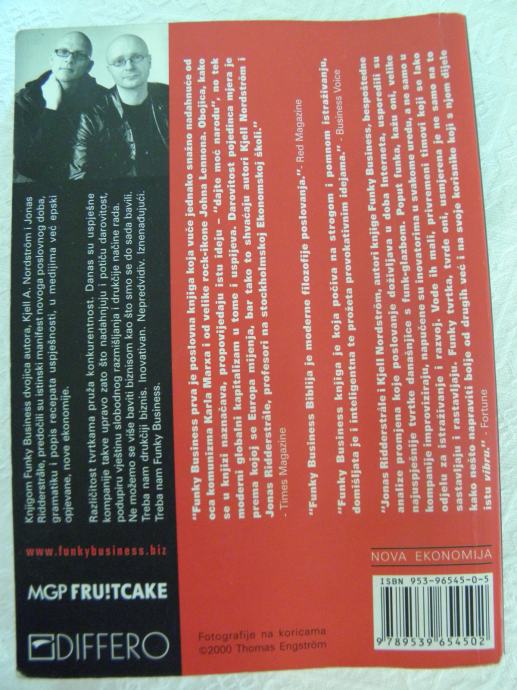 Knjigom Funky Business dvojica autora, Kjell A. Nordström i Jonas
Ridderstråle, predočili su istinski manifest novoga poslovnog doba,
gramatiku i popis recepata uspješnosti, u medijima već epski
opjevane, nove ekonomije.
Različitost tvrtkama pruža konkurentnost. Danas su uspješne
kompanije takve upravo zato što nadahnjuju i potiču darovitost,
podupiru vještinu slobodnog razmišljanja i drukčije načine rada.
Ne možemo se više baviti biznisom kao što smo se do sada bavili.
Treba nam drukčiji biznis. Inovativan. Nepredvidiv. Iznenađujući.
Treba nam Funky Business.
www.funkybusiness.biz
MGP FRU!TCAKE
DIFFERO
"Funky Business prva je poslovna knjiga koja vuče jednako snažno nadahnuće od
oca komunizma Karla Marxa i od velike rock-ikone Johna Lennona. Obojica, kako
se u knjizi naznačava, propovijedaju istu ideju – "dajte moć narodu", no tek
moderni globalni kapitalizam u tome i uspijeva. Darovitost pojedinca mjera je
prema kojoj se Europa mijenja, bar tako to shvaćaju autori Kjell Nordström i
Jonas Ridderstråle, profesori na stockholmskoj Ekonomskoj školi."
- Times Magazine
"Funky Business Biblija je moderne filozofije poslovanja." - Red Magazine
"Funky Business knjiga je koja počiva na strogom i pomnom istraživanju,
domišljata je i inteligentna te prožeta provokativnim idejama." - Business Voice
"Jonas Ridderstråle i Kjell Nordström, autori knjige Funky Business, bespoštedne
analize promjena koje poslovanje doživljava u doba Interneta, usporedili su
najuspješnije tvrtke današnjice s funk-glazbom. Poput funka, kažu oni, velike
kompanije improviziraju, napučene su inovatorima u svakome uredu, a ne samo u
odjelu za istraživanje i razvoj. Vode ih mali, privremeni timovi koji se lako
sastavljaju i rastavljaju. Funky tvrtka, tvrde oni, usmjerena je ne samo na to
kako nešto napraviti bolje od drugih već i na svoje korisnike koji s njom dijele
istu vibru." - Fortune
Fotografije na koricama
©2000 Thomas Engström
NOVA EKONOMIJA
ISBN 953-96545-0-5
9 789539 654502